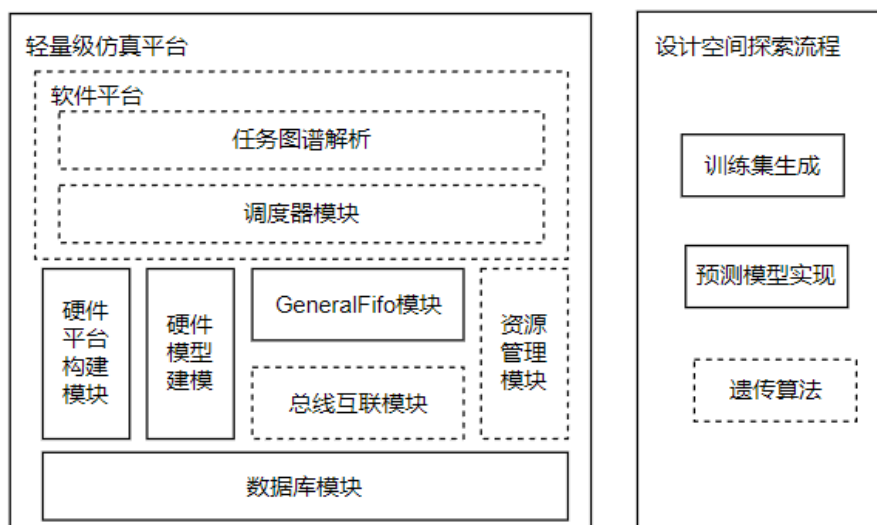 轻量级仿真平台
软件平台
任务图谱解析
调度器模块
硬件
平台
构建
模块
硬件
模型
建模
GeneralFifo模块
总线互联模块
资源
管理
模块
数据库模块
设计空间探索流程
训练集生成
预测模型实现
遗传算法